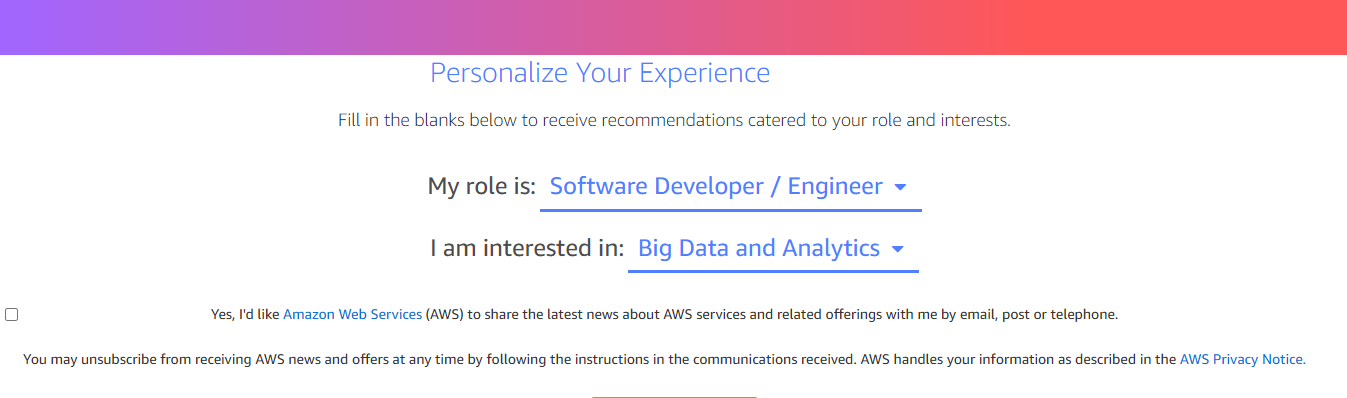 Personalize Your Experience
Fill in the blanks below to receive recommendations catered to your role and interests.
My role is: Software Developer / Engineer
I am interested in: Big Data and Analytics
Yes, I'd like Amazon Web Services (AWS) to share the latest news about AWS services and related offerings with me by email, post or telephone.
You may unsubscribe from receiving AWS news and offers at any time by following the instructions in the communications received. AWS handles your information as described in the AWS Privacy Notice.